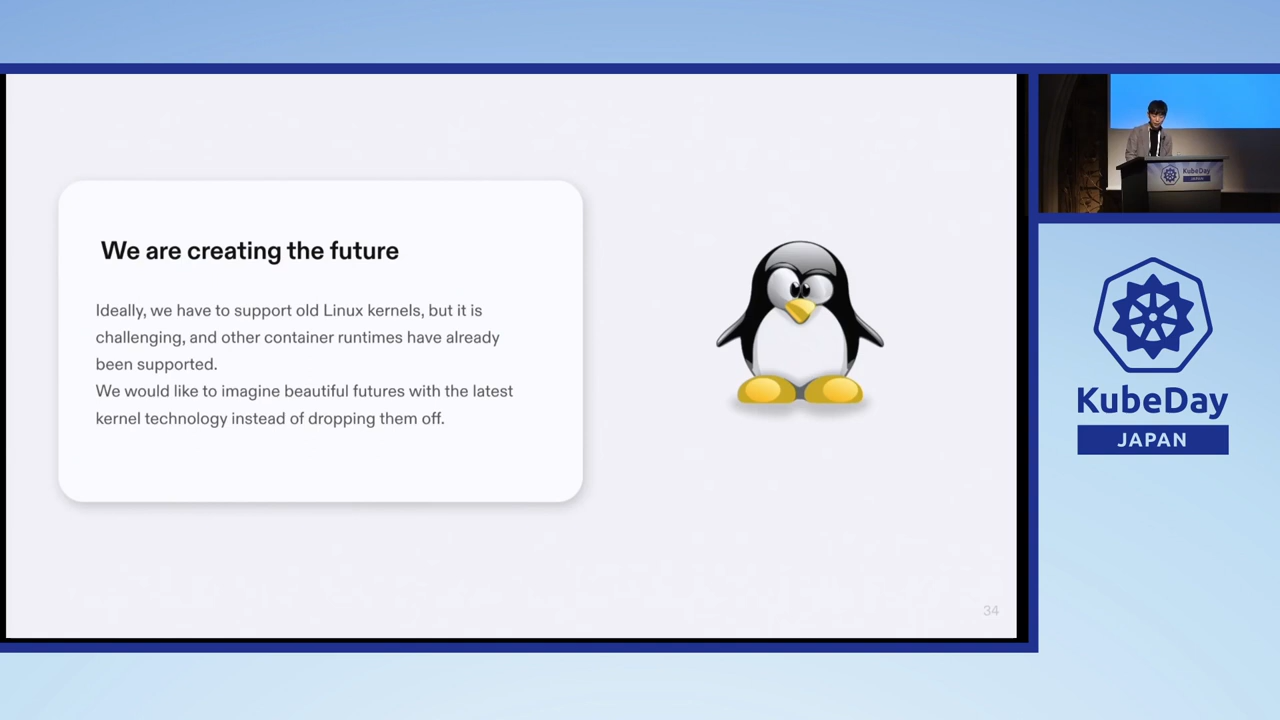 We are creating the future
Ideally, we have to support old Linux kernels, but it is
challenging, and other container runtimes have already
been supported.
We would like to imagine beautiful futures with the latest
kernel technology instead of dropping them off.
34
KubeDay
JAPAN
KubeDay
JAPAN